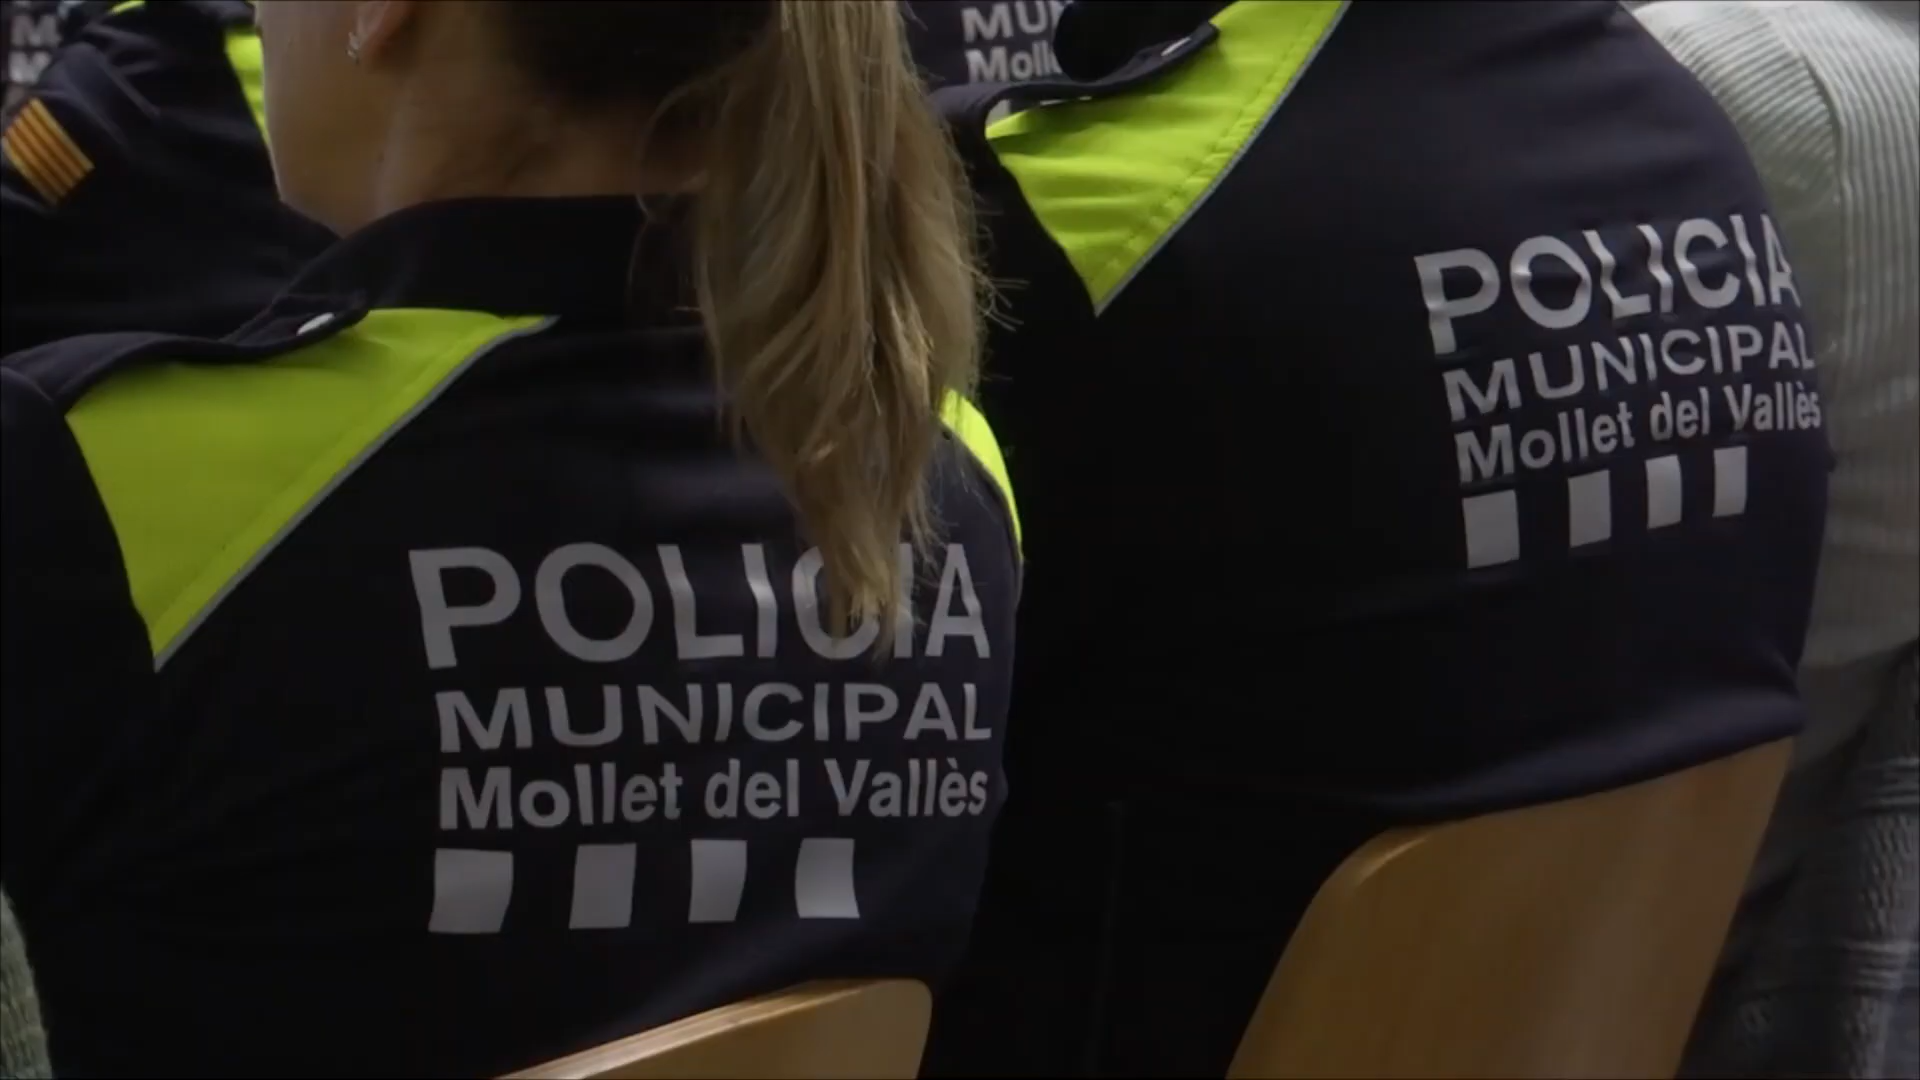 POLICIA
MUNICIPAL
Mollet del Vallès
POLICIA
MUNICIPAL
Mollet del Vallès